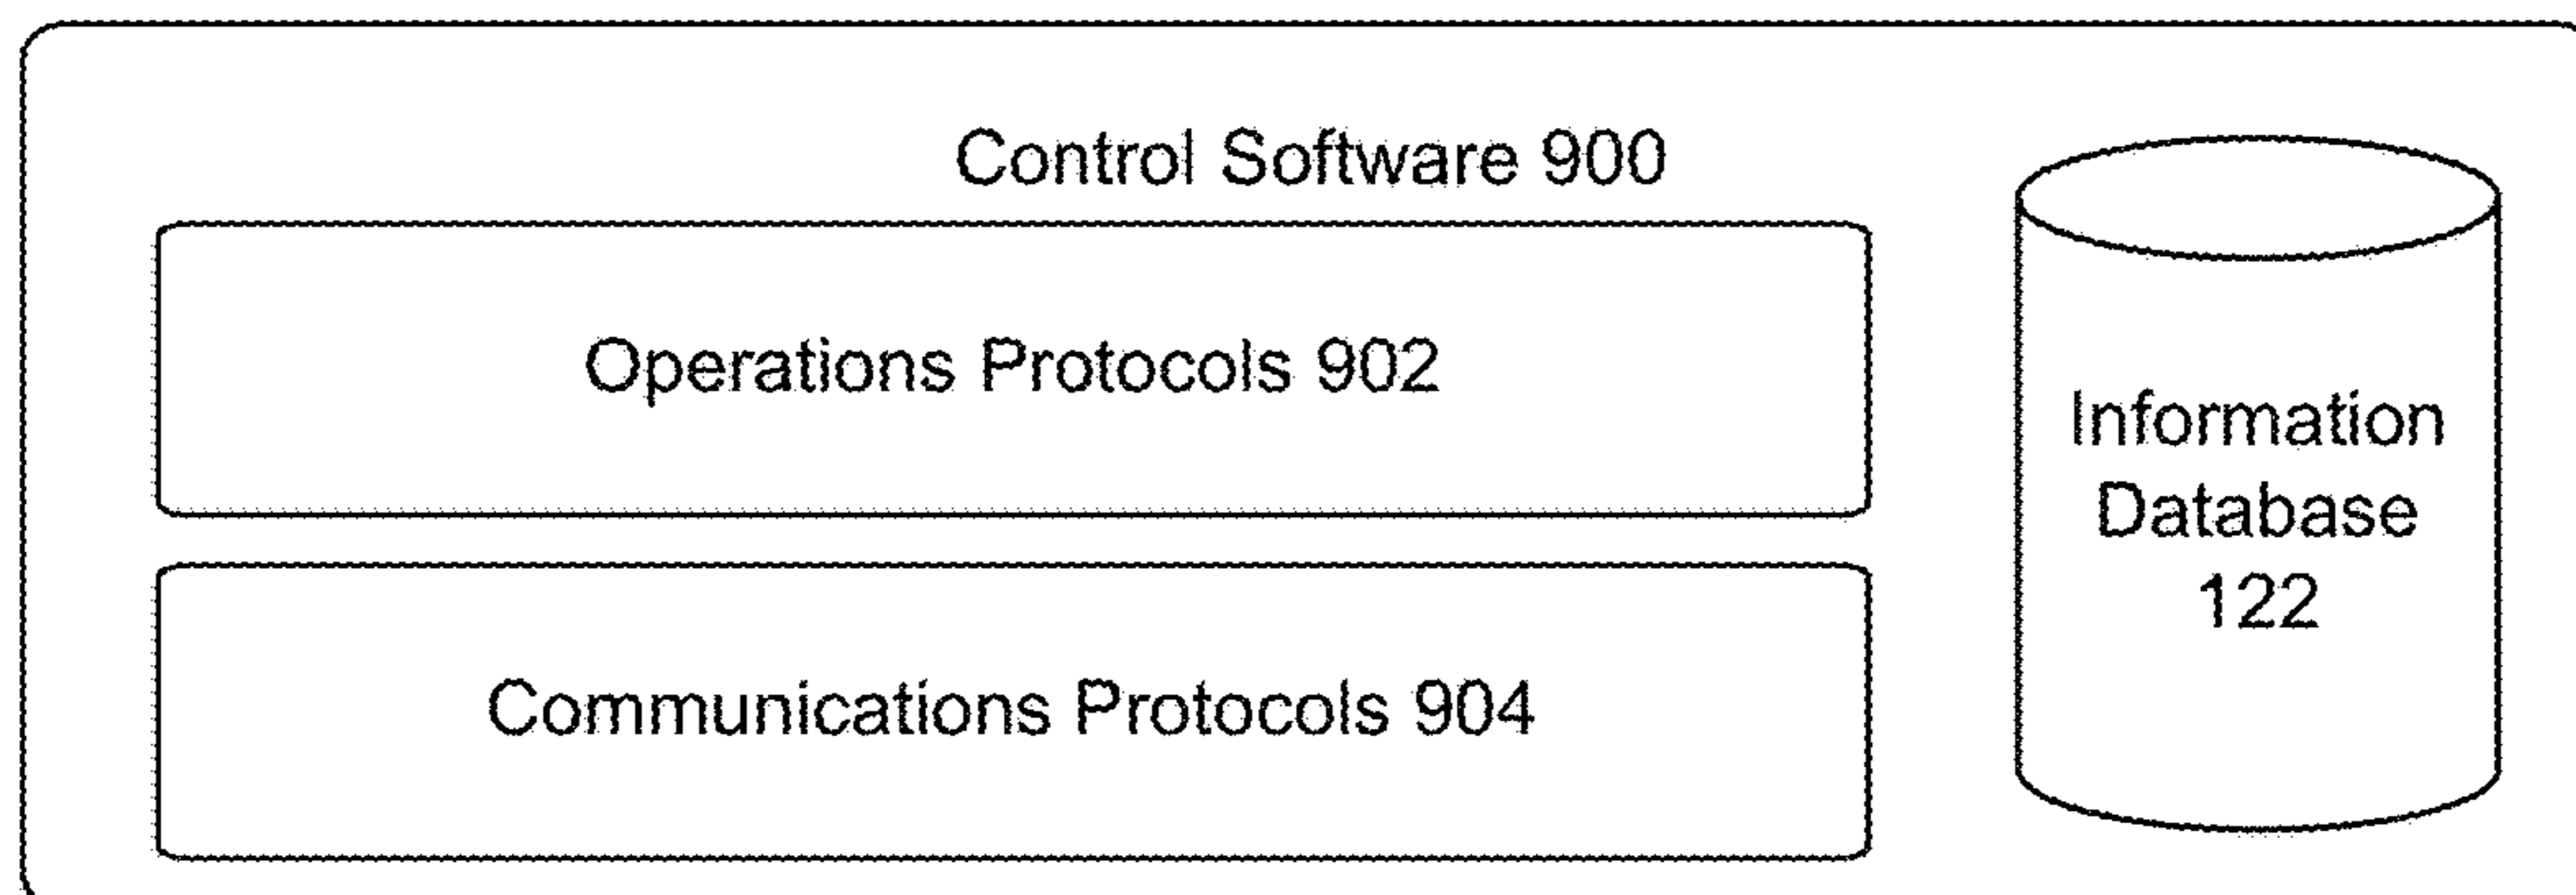 Control Software 900
Operations Protocols 902
Communications Protocols 904
Information
Database
122